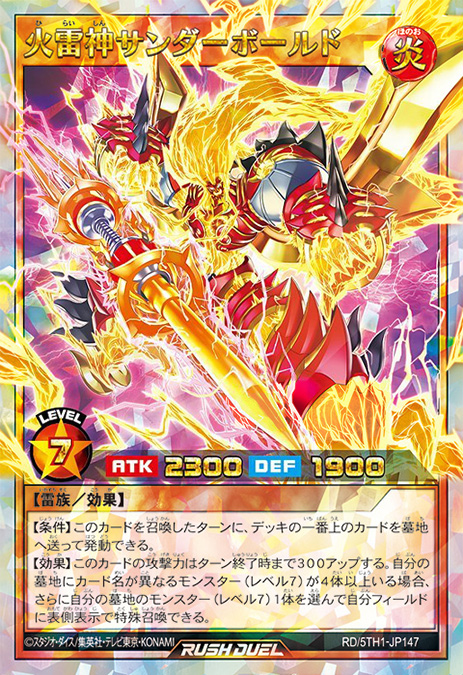 火雷神サンダーボールド
炎
LEVEL
7
ATK 2300 DEF 1900
【雷族／効果】
【条件】このカードを召喚したターンに、デッキの一番上のカードを墓地
へ送って発動できる。
【効果】このカードの攻撃力はターン終了時まで３００アップする。自分の
墓地にカード名が異なるモンスター（レベル７）が４体以上いる場合、
さらに自分の墓地のモンスター（レベル７）１体を選んで自分フィールド
に表側表示で特殊召喚できる。
©スタジオ・ダイス/集英社・テレビ東京・KONAMI
RUSH DUEL
RD/5TH1-JP147